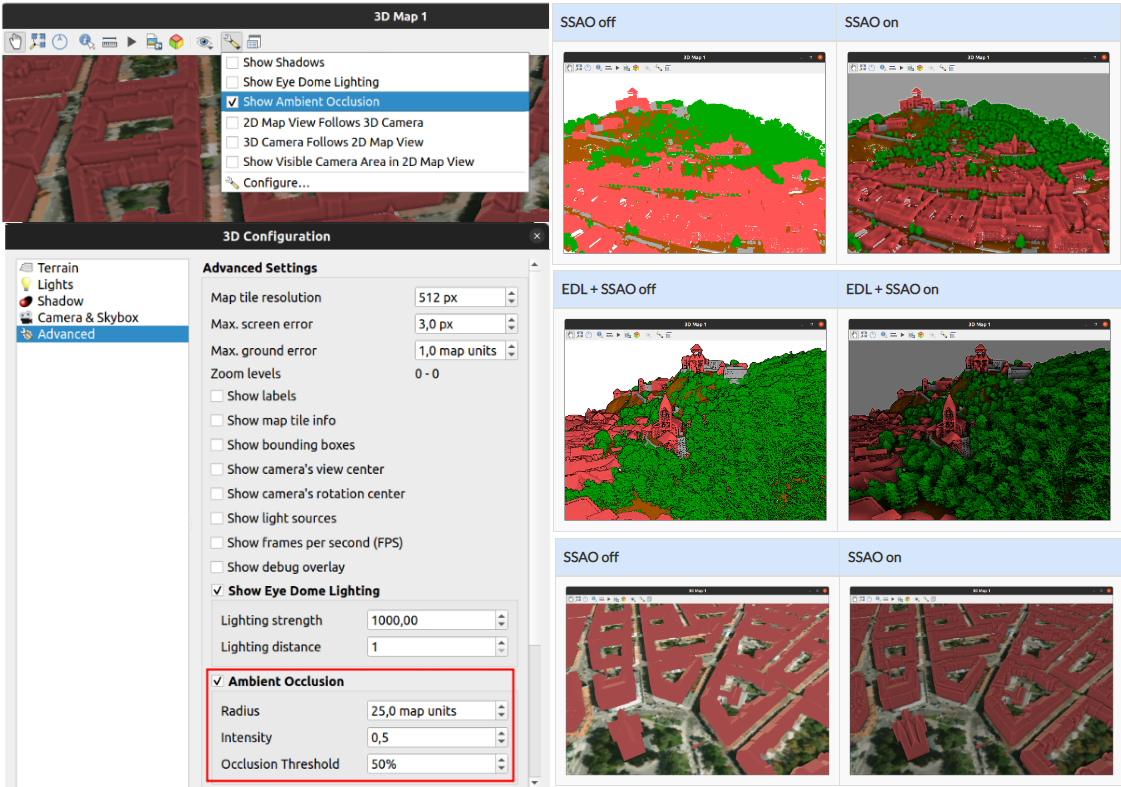 3D Map 1
Show Shadows
Show Eye Dome Lighting
Show Ambient Occlusion
2D Map View Follows 3D Camera
3D Camera Follows 2D Map View
Show Visible Camera Area in 2D Map View
Configure...
3D Configuration
Terrain
Lights
Shadow
Camera & Skybox
Advanced
Advanced Settings
Map tile resolution 512 px
Max. screen error 3,0 px
Max. ground error 1,0 map units
Zoom levels 0 - 0
Show labels
Show map tile info
Show bounding boxes
Show camera's view center
Show camera's rotation center
Show light sources
Show frames per second (FPS)
Show debug overlay
Show Eye Dome Lighting
Lighting strength 1000,00
Lighting distance 1
Ambient Occlusion
Radius 25,0 map units
Intensity 0,5
Occlusion Threshold 50%
SSAO off SSAO on
3D Map 1 3D Map 1
EDL + SSAO off EDL + SSAO on
3D Map 1 3D Map 1
SSAO off SSAO on
3D Map 1 3D Map 1